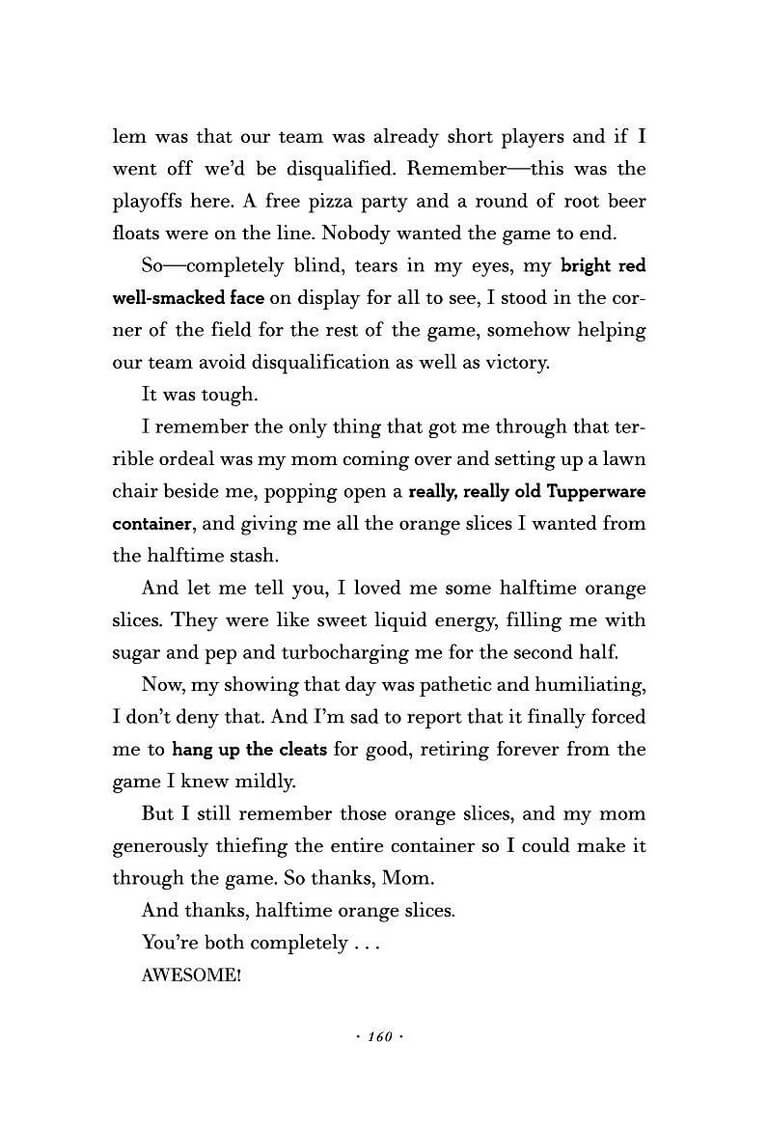 lem was that our team was already short players and if I
went off we'd be disqualified. Remember—this was the
playoffs here. A free pizza party and a round of root beer
floats were on the line. Nobody wanted the game to end.
So—completely blind, tears in my eyes, my bright red
well-smacked face on display for all to see, I stood in the cor-
ner of the field for the rest of the game, somehow helping
our team avoid disqualification as well as victory.
It was tough.
I remember the only thing that got me through that ter-
rible ordeal was my mom coming over and setting up a lawn
chair beside me, popping open a really, really old Tupperware
container, and giving me all the orange slices I wanted from
the halftime stash.
And let me tell you, I loved me some halftime orange
slices. They were like sweet liquid energy, filling me with
sugar and pep and turbocharging me for the second half.
Now, my showing that day was pathetic and humiliating,
I don't deny that. And I'm sad to report that it finally forced
me to hang up the cleats for good, retiring forever from the
game I knew mildly.
But I still remember those orange slices, and my mom
generously thiefing the entire container so I could make it
through the game. So thanks, Mom.
And thanks, halftime orange slices.
You're both completely . . .
AWESOME!
· 160 ·